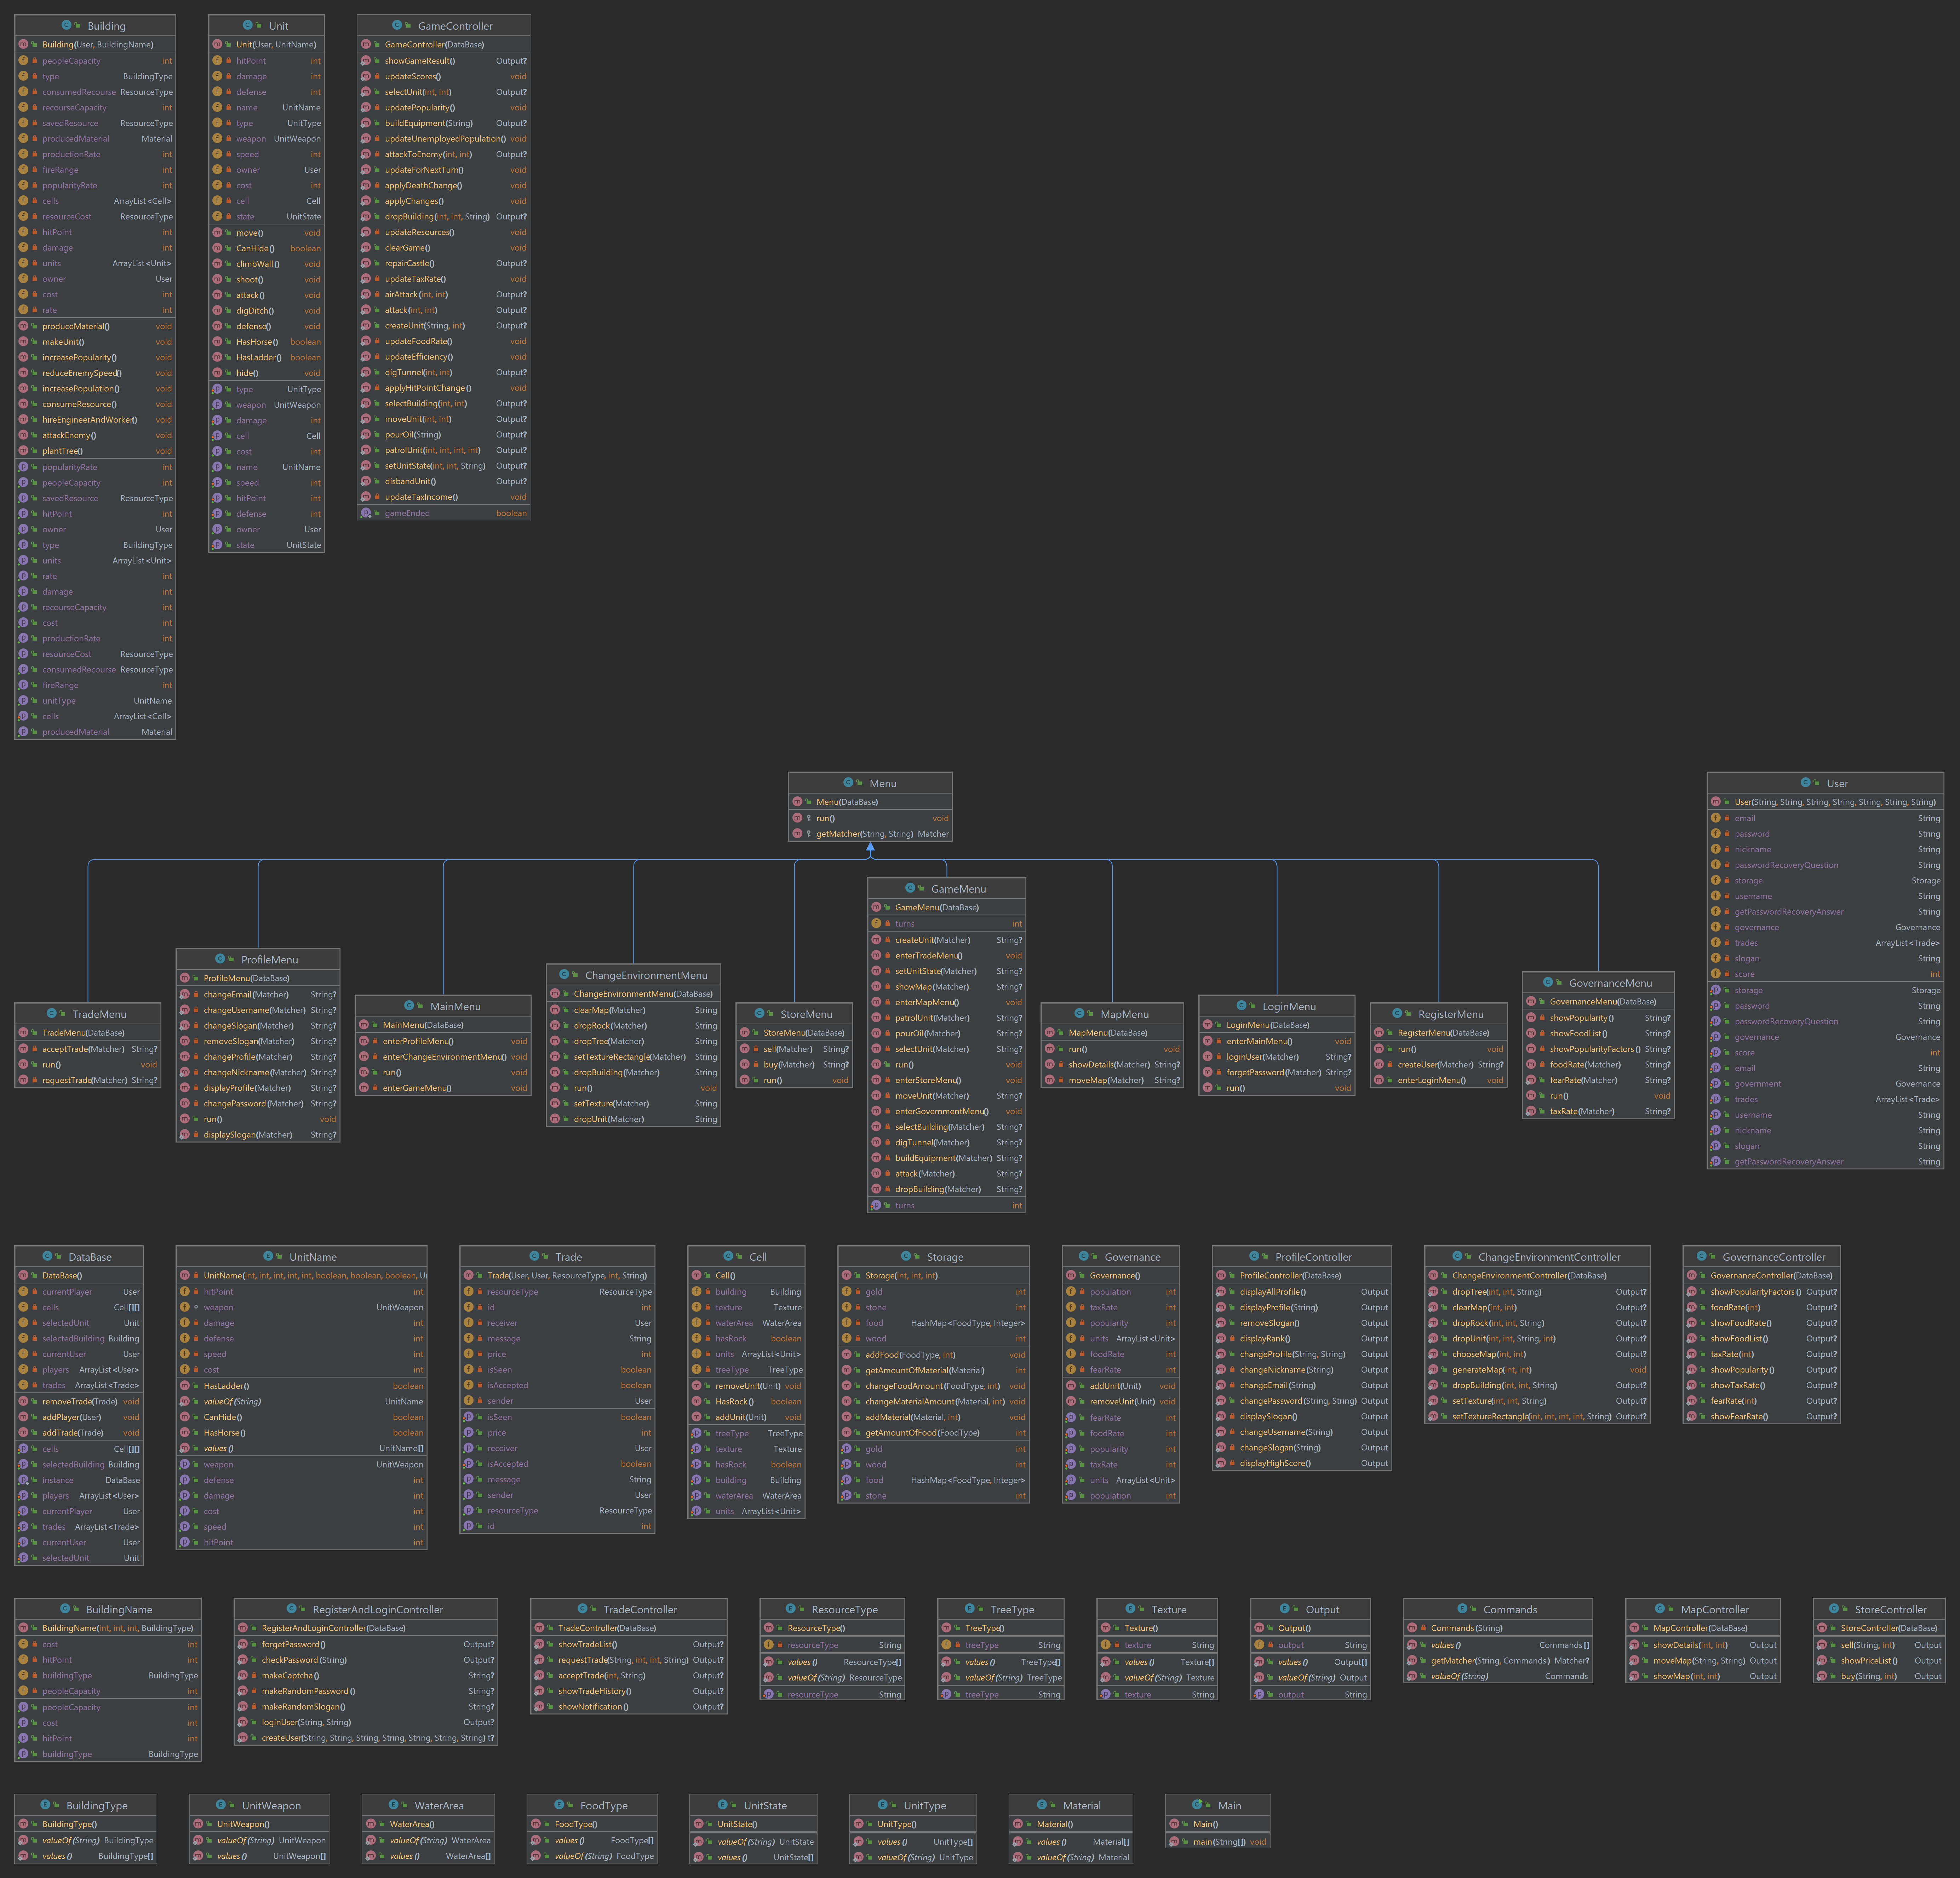 Building
Building(User, BuildingName)
peopleCapacity int
type BuildingType
consumedRecourse ResourceType
recourseCapacity int
savedResource ResourceType
producedMaterial Material
productionRate int
fireRange int
popularityRate int
cells ArrayList<Cell>
resourceCost ResourceType
hitPoint int
damage int
units ArrayList<Unit>
owner User
cost int
rate int
produceMaterial() void
makeUnit() void
increasePopularity() void
reduceEnemySpeed() void
increasePopulation() void
consumeResource() void
hireEngineerAndWorker() void
attackEnemy() void
plantTree() void
popularityRate int
peopleCapacity int
savedResource ResourceType
hitPoint int
owner User
type BuildingType
units ArrayList<Unit>
rate int
damage int
recourseCapacity int
cost int
productionRate int
resourceCost ResourceType
consumedRecourse ResourceType
fireRange int
unitType UnitName
cells ArrayList<Cell>
producedMaterial Material
Unit
Unit(User, UnitName)
hitPoint int
damage int
defense int
name UnitName
type UnitType
weapon UnitWeapon
speed int
owner User
cost int
cell Cell
state UnitState
move() void
CanHide() boolean
climbWall() void
shoot() void
attack() void
digDitch() void
defense() void
HasHorse() boolean
HasLadder() boolean
hide() void
type UnitType
weapon UnitWeapon
damage int
cell Cell
cost int
name UnitName
speed int
hitPoint int
defense int
owner User
state UnitState
GameController
GameController(DataBase)
showGameResult() Output?
updateScores() void
selectUnit(int, int) Output?
updatePopularity() void
buildEquipment(String) Output?
updateUnemployedPopulation() void
attackToEnemy(int, int) Output?
updateForNextTurn() void
applyDeathChange() void
applyChanges() void
dropBuilding(int, int, String) Output?
updateResources() void
clearGame() void
repairCastle() Output?
updateTaxRate() void
airAttack(int, int) Output?
attack(int, int) Output?
createUnit(String, int) Output?
updateFoodRate() void
updateEfficiency() void
digTunnel(int, int) Output?
applyHitPointChange() void
selectBuilding(int, int) Output?
moveUnit(int, int) Output?
pourOil(String) Output?
patrolUnit(int, int, int, int) Output?
setUnitState(int, int, String) Output?
disbandUnit() Output?
updateTaxIncome() void
gameEnded boolean
Menu
Menu(DataBase)
run() void
getMatcher(String, String) Matcher
User
User(String, String, String, String, String, String, String)
email String
password String
nickname String
passwordRecoveryQuestion String
storage Storage
username String
getPasswordRecoveryAnswer String
governance Governance
trades ArrayList<Trade>
slogan String
score int
storage Storage
password String
passwordRecoveryQuestion String
governance Governance
score int
email String
government Governance
trades ArrayList<Trade>
username String
nickname String
slogan String
getPasswordRecoveryAnswer String
TradeMenu
TradeMenu(DataBase)
acceptTrade(Matcher) String?
run() void
requestTrade(Matcher) String?
ProfileMenu
ProfileMenu(DataBase)
changeEmail(Matcher) String?
changeUsername(Matcher) String?
changeSlogan(Matcher) String?
removeSlogan(Matcher) String?
changeProfile(Matcher) String?
changeNickname(Matcher) String?
displayProfile(Matcher) String?
changePassword(Matcher) String?
run() void
displaySlogan(Matcher) String?
MainMenu
MainMenu(DataBase)
enterProfileMenu() void
enterChangeEnvironmentMenu() void
run() void
enterGameMenu() void
ChangeEnvironmentMenu
ChangeEnvironmentMenu(DataBase)
clearMap(Matcher) String
dropRock(Matcher) String
dropTree(Matcher) String
setTextureRectangle(Matcher) String
dropBuilding(Matcher) String
run() void
setTexture(Matcher) String
dropUnit(Matcher) String
StoreMenu
StoreMenu(DataBase)
sell(Matcher) String?
buy(Matcher) String?
run() void
GameMenu
GameMenu(DataBase)
turns int
createUnit(Matcher) String?
enterTradeMenu() void
setUnitState(Matcher) String?
showMap(Matcher) String?
enterMapMenu() void
patrolUnit(Matcher) String?
pourOil(Matcher) String?
selectUnit(Matcher) String?
run() void
enterStoreMenu() void
moveUnit(Matcher) String?
enterGovernmentMenu() void
selectBuilding(Matcher) String?
digTunnel(Matcher) String?
buildEquipment(Matcher) String?
attack(Matcher) String?
dropBuilding(Matcher) String?
turns int
MapMenu
MapMenu(DataBase)
run() void
showDetails(Matcher) String?
moveMap(Matcher) String?
LoginMenu
LoginMenu(DataBase)
enterMainMenu() void
loginUser(Matcher) String?
forgetPassword(Matcher) String?
run() void
RegisterMenu
RegisterMenu(DataBase)
run() void
createUser(Matcher) String?
enterLoginMenu() void
GovernanceMenu
GovernanceMenu(DataBase)
showPopularity() String?
showFoodList() String?
showPopularityFactors() String?
foodRate(Matcher) String?
fearRate(Matcher) String?
run() void
taxRate(Matcher) String?
DataBase
DataBase()
currentPlayer User
cells Cell[][]
selectedUnit Unit
selectedBuilding Building
currentUser User
players ArrayList<User>
trades ArrayList<Trade>
removeTrade(Trade) void
addPlayer(User) void
addTrade(Trade) void
cells Cell[][]
selectedBuilding Building
instance DataBase
players ArrayList<User>
currentPlayer User
trades ArrayList<Trade>
currentUser User
selectedUnit Unit
UnitName
UnitName(int, int, int, int, int, boolean, boolean, boolean, Ui
hitPoint int
weapon UnitWeapon
damage int
defense int
speed int
cost int
HasLadder() boolean
valueOf(String) UnitName
CanHide() boolean
HasHorse() boolean
values() UnitName[]
weapon UnitWeapon
defense int
damage int
cost int
speed int
hitPoint int
Trade
Trade(User, User, ResourceType, int, String)
resourceType ResourceType
id int
receiver User
message String
price int
isSeen boolean
isAccepted boolean
sender User
isSeen boolean
price int
receiver User
isAccepted boolean
message String
sender User
resourceType ResourceType
id int
Cell
Cell()
building Building
texture Texture
waterArea WaterArea
hasRock boolean
units ArrayList<Unit>
treeType TreeType
removeUnit(Unit) void
HasRock() boolean
addUnit(Unit) void
treeType TreeType
texture Texture
hasRock boolean
building Building
waterArea WaterArea
units ArrayList<Unit>
Storage
Storage(int, int, int)
gold int
stone int
food HashMap<FoodType, Integer>
wood int
addFood(FoodType, int) void
getAmountOfMaterial(Material) int
changeFoodAmount(FoodType, int) void
changeMaterialAmount(Material, int) void
addMaterial(Material, int) void
getAmountOfFood(FoodType) int
gold int
wood int
food HashMap<FoodType, Integer>
stone int
Governance
Governance()
population int
taxRate int
popularity int
units ArrayList<Unit>
foodRate int
fearRate int
addUnit(Unit) void
removeUnit(Unit) void
fearRate int
foodRate int
popularity int
taxRate int
units ArrayList<Unit>
population int
ProfileController
ProfileController(DataBase)
displayAllProfile() Output
displayProfile(String) Output
removeSlogan() Output
displayRank() Output
changeProfile(String, String) Output
changeNickname(String) Output
changeEmail(String) Output
changePassword(String, String) Output
displaySlogan() Output
changeUsername(String) Output
changeSlogan(String) Output
displayHighScore() Output
ChangeEnvironmentController
ChangeEnvironmentController(DataBase)
dropTree(int, int, String) Output?
clearMap(int, int) Output?
dropRock(int, int, String) Output?
dropUnit(int, int, String, int) Output?
chooseMap(int, int) Output?
generateMap(int, int) void
dropBuilding(int, int, String) Output?
setTexture(int, int, String) Output?
setTextureRectangle(int, int, int, int, String) Output?
GovernanceController
GovernanceController(DataBase)
showPopularityFactors() Output?
foodRate(int) Output?
showFoodRate() Output?
showFoodList() Output?
taxRate(int) Output?
showPopularity() Output?
showTaxRate() Output?
fearRate(int) Output?
showFearRate() Output?
BuildingName
BuildingName(int, int, int, BuildingType)
cost int
hitPoint int
buildingType BuildingType
peopleCapacity int
peopleCapacity int
cost int
hitPoint int
buildingType BuildingType
RegisterAndLoginController
RegisterAndLoginController(DataBase)
forgetPassword() Output?
checkPassword(String) Output?
makeCaptcha() String?
makeRandomPassword() String?
makeRandomSlogan() String?
loginUser(String, String) Output?
createUser(String, String, String, String, String, String, String) t?
TradeController
TradeController(DataBase)
showTradeList() Output?
requestTrade(String, int, int, String) Output?
acceptTrade(int, String) Output?
showTradeHistory() Output?
showNotification() Output?
ResourceType
ResourceType()
resourceType String
values() ResourceType[]
valueOf(String) ResourceType
resourceType String
TreeType
TreeType()
treeType String
values() TreeType[]
valueOf(String) TreeType
treeType String
Texture
Texture()
texture String
values() Texture[]
valueOf(String) Texture
texture String
Output
Output()
output String
values() Output[]
valueOf(String) Output
output String
Commands
Commands(String)
values() Commands[]
getMatcher(String, Commands) Matcher?
valueOf(String) Commands
MapController
MapController(DataBase)
showDetails(int, int) Output
moveMap(String, String) Output
showMap(int, int) Output
StoreController
StoreController(DataBase)
sell(String, int) Output
showPriceList() Output
buy(String, int) Output
BuildingType
BuildingType()
valueOf(String) BuildingType
values() BuildingType[]
UnitWeapon
UnitWeapon()
valueOf(String) UnitWeapon
values() UnitWeapon[]
WaterArea
WaterArea()
valueOf(String) WaterArea
values() WaterArea[]
FoodType
FoodType()
values() FoodType[]
valueOf(String) FoodType
UnitState
UnitState()
valueOf(String) UnitState
values() UnitState[]
UnitType
UnitType()
values() UnitType[]
valueOf(String) UnitType
Material
Material()
values() Material[]
valueOf(String) Material
Main
Main()
main(String[]) void